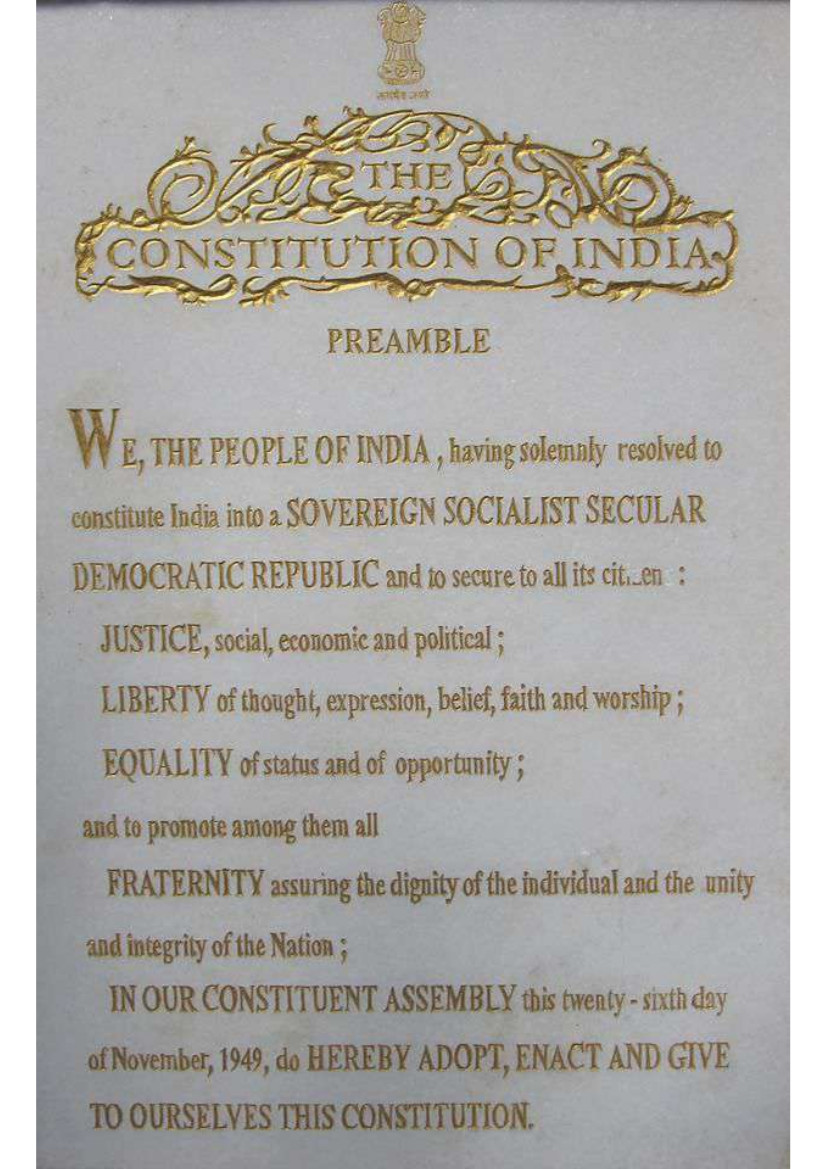 सत्यमेव जयते
THE
CONSTITUTION OF INDIA
PREAMBLE
WE, THE PEOPLE OF INDIA , having solemnly resolved to
constitute India into a SOVEREIGN SOCIALIST SECULAR
DEMOCRATIC REPUBLIC and to secure to all its :
JUSTICE, social, economic and political ;
LIBERTY of thought, expression, belief, faith and worship ;
EQUALITY of status and of opportunity ;
and to promote among them all
FRATERNITY assuring the dignity of the individual and the unity
and integrity of the Nation ;
IN OUR CONSTITUENT ASSEMBLY this twenty - sixth day
of November, 1949, do HEREBY ADOPT, ENACT AND GIVE
TO OURSELVES THIS CONSTITUTION.